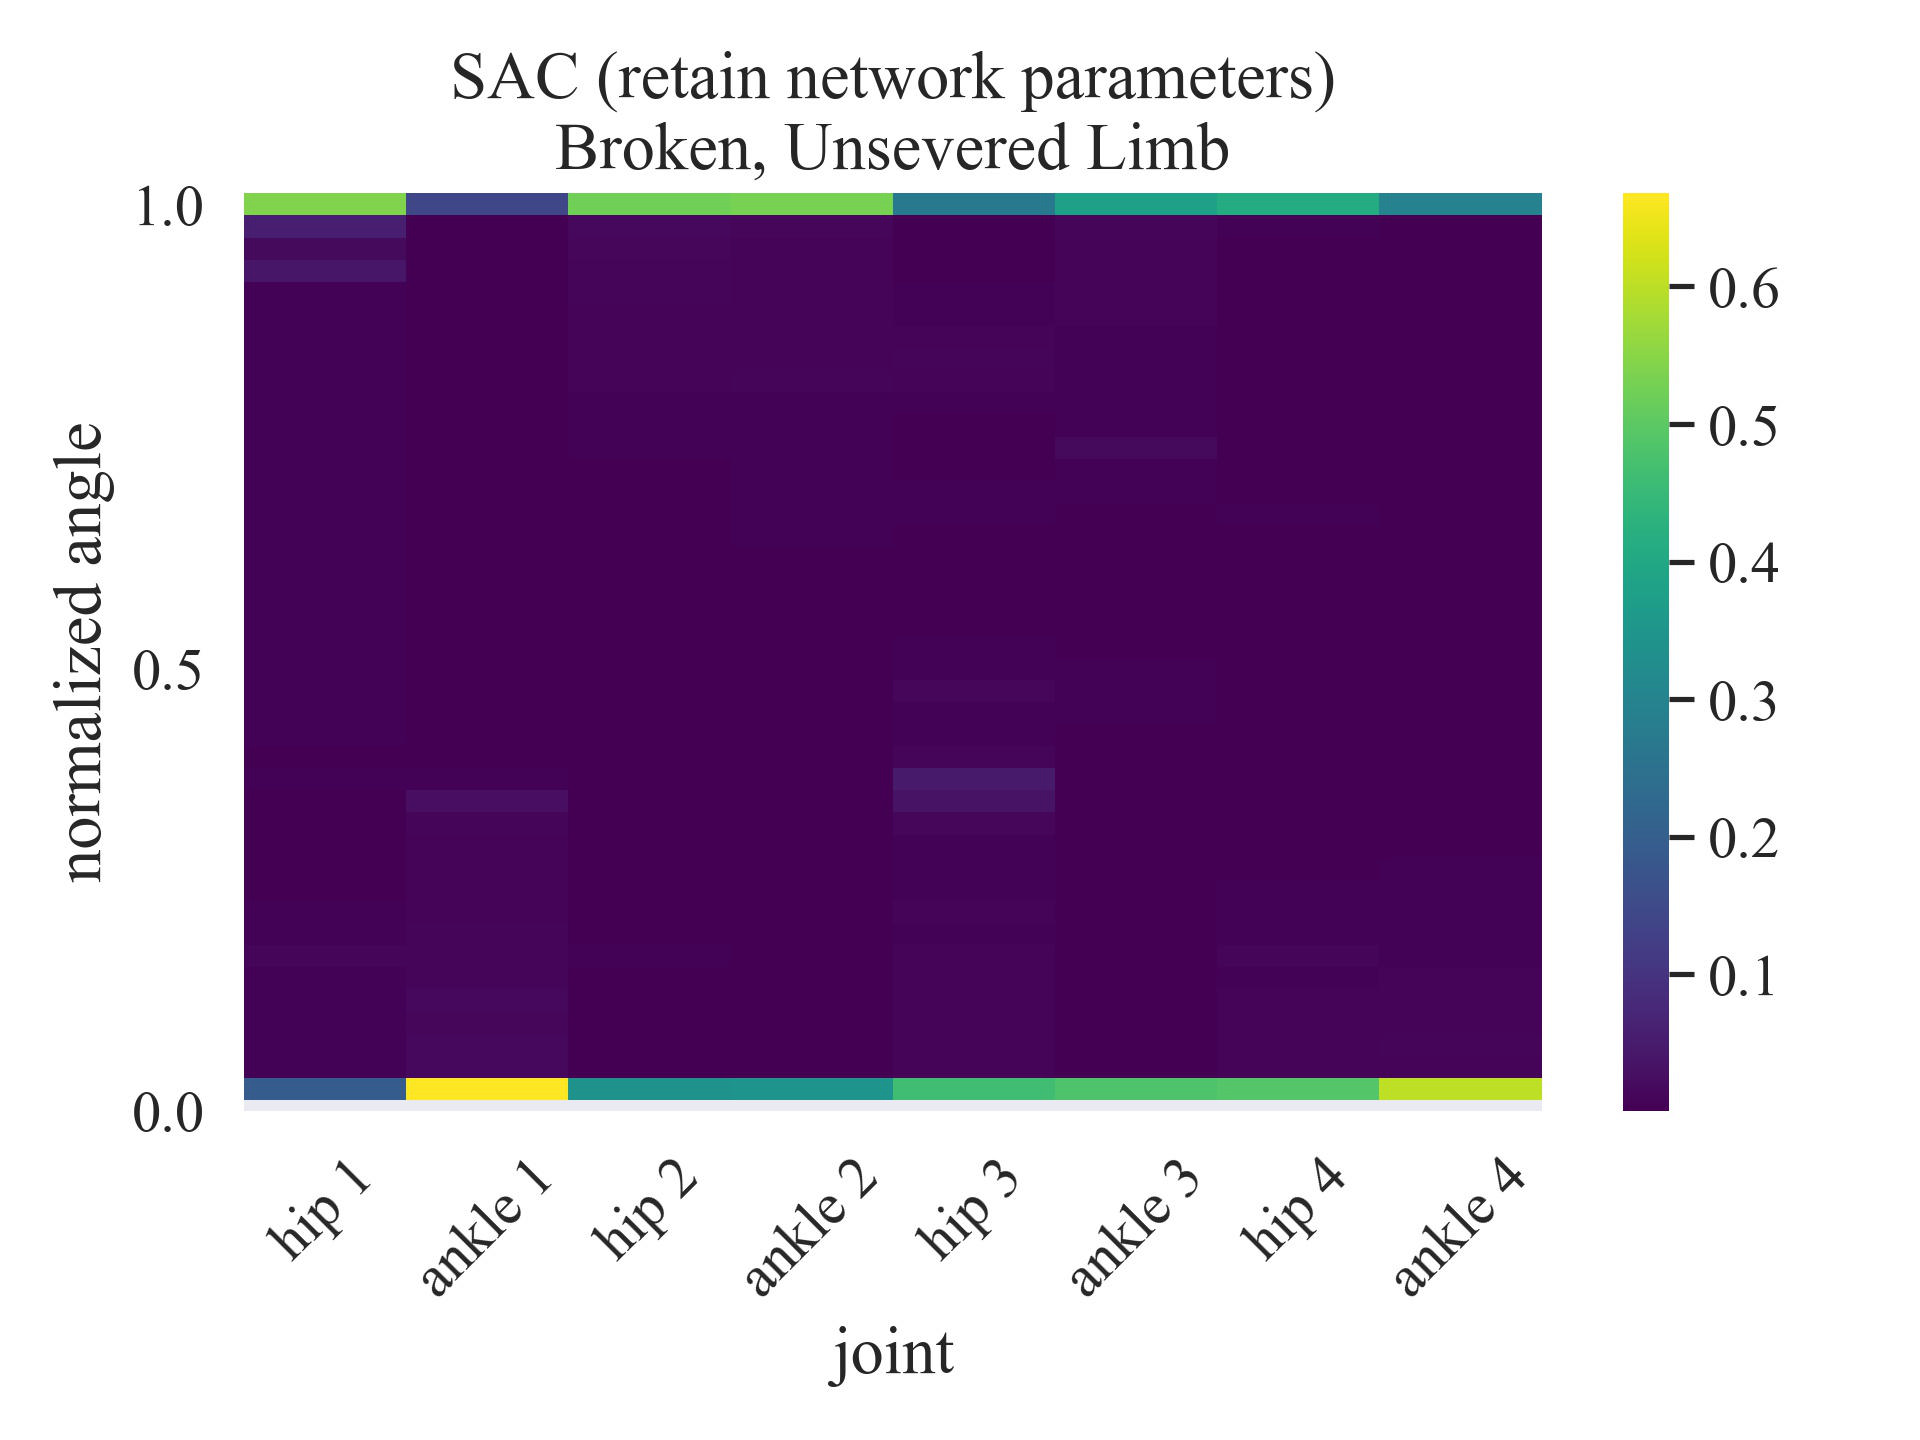 SAC (retain network parameters)
Broken, Unsevered Limb
1.0
0.5
0.0
normalized angle
hip 1
ankle 1
hip 2
ankle 2
hip 3
ankle 3
hip 4
ankle 4
joint
0.6
0.5
0.4
0.3
0.2
0.1